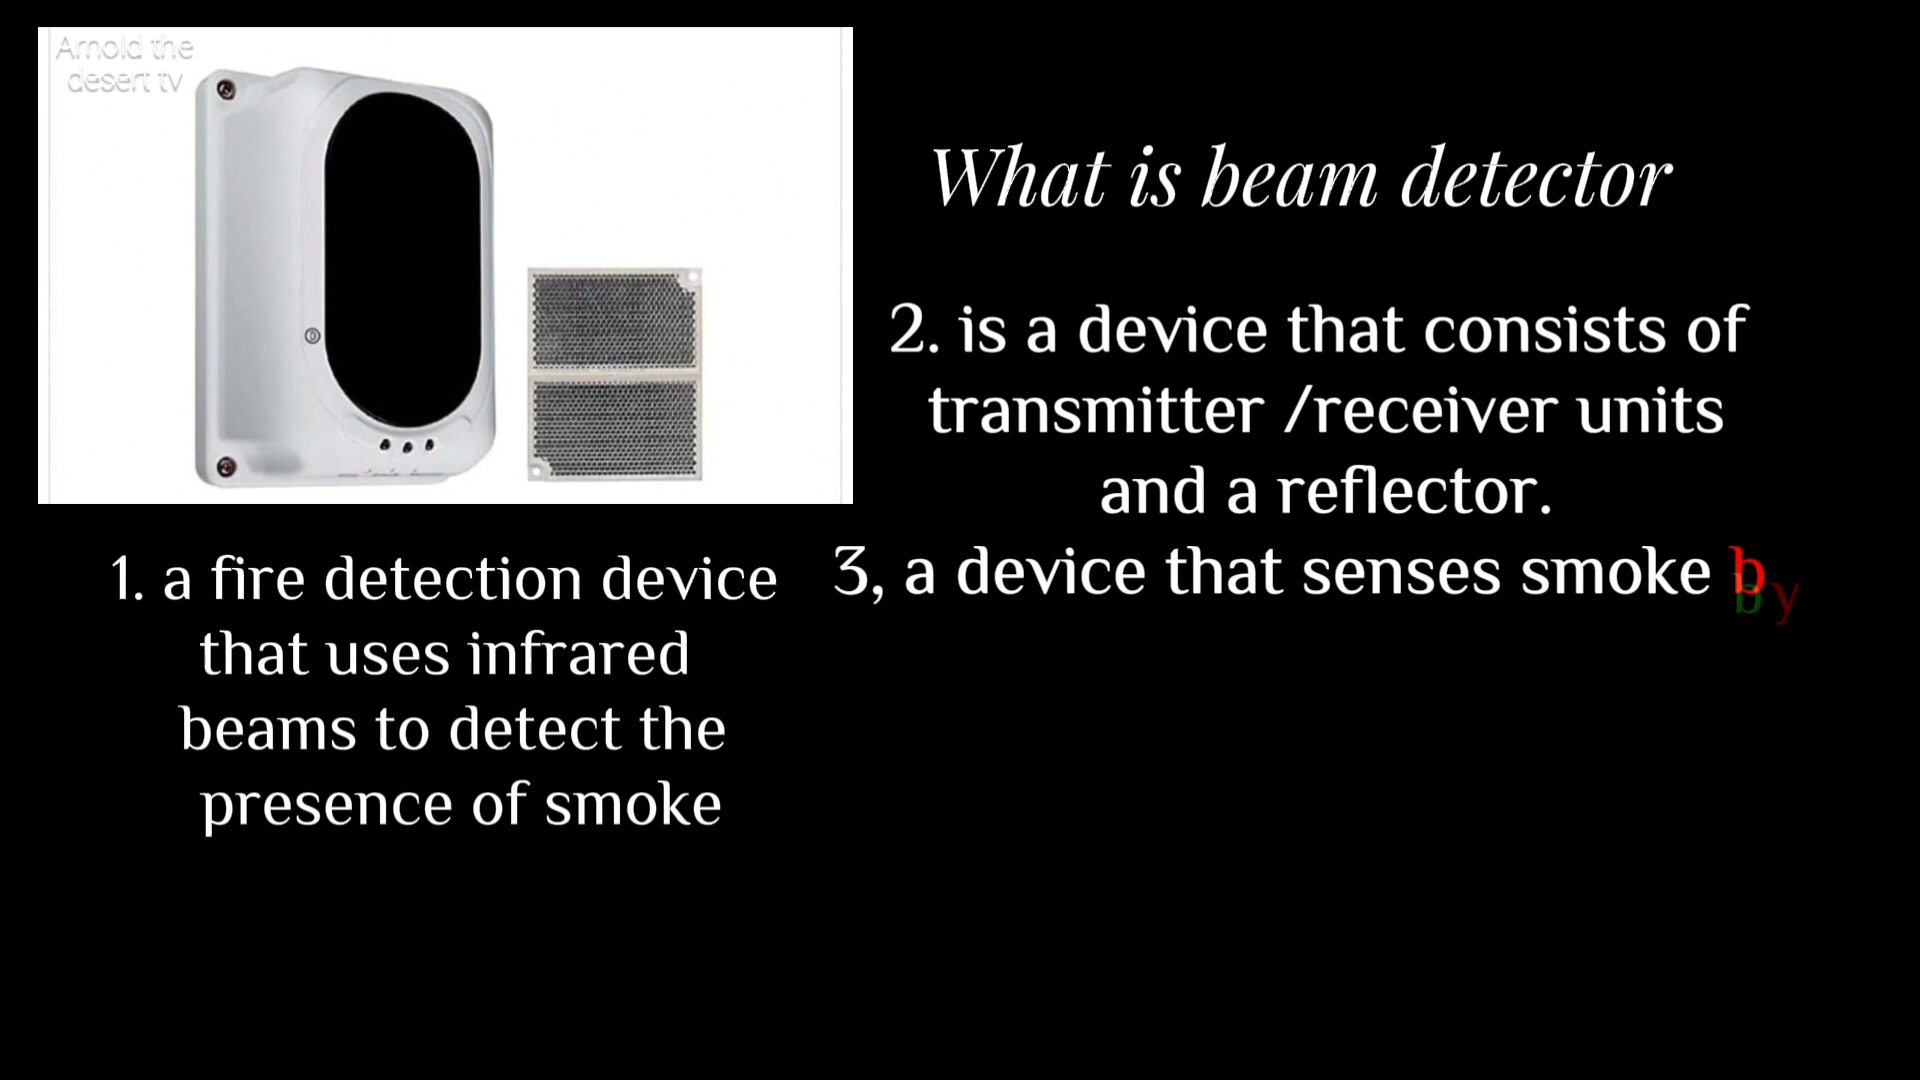 Arnold the
desert tv
What is beam detector
1. a fire detection device
that uses infrared
beams to detect the
presence of smoke
2. is a device that consists of
transmitter /receiver units
and a reflector.
3, a device that senses smoke by